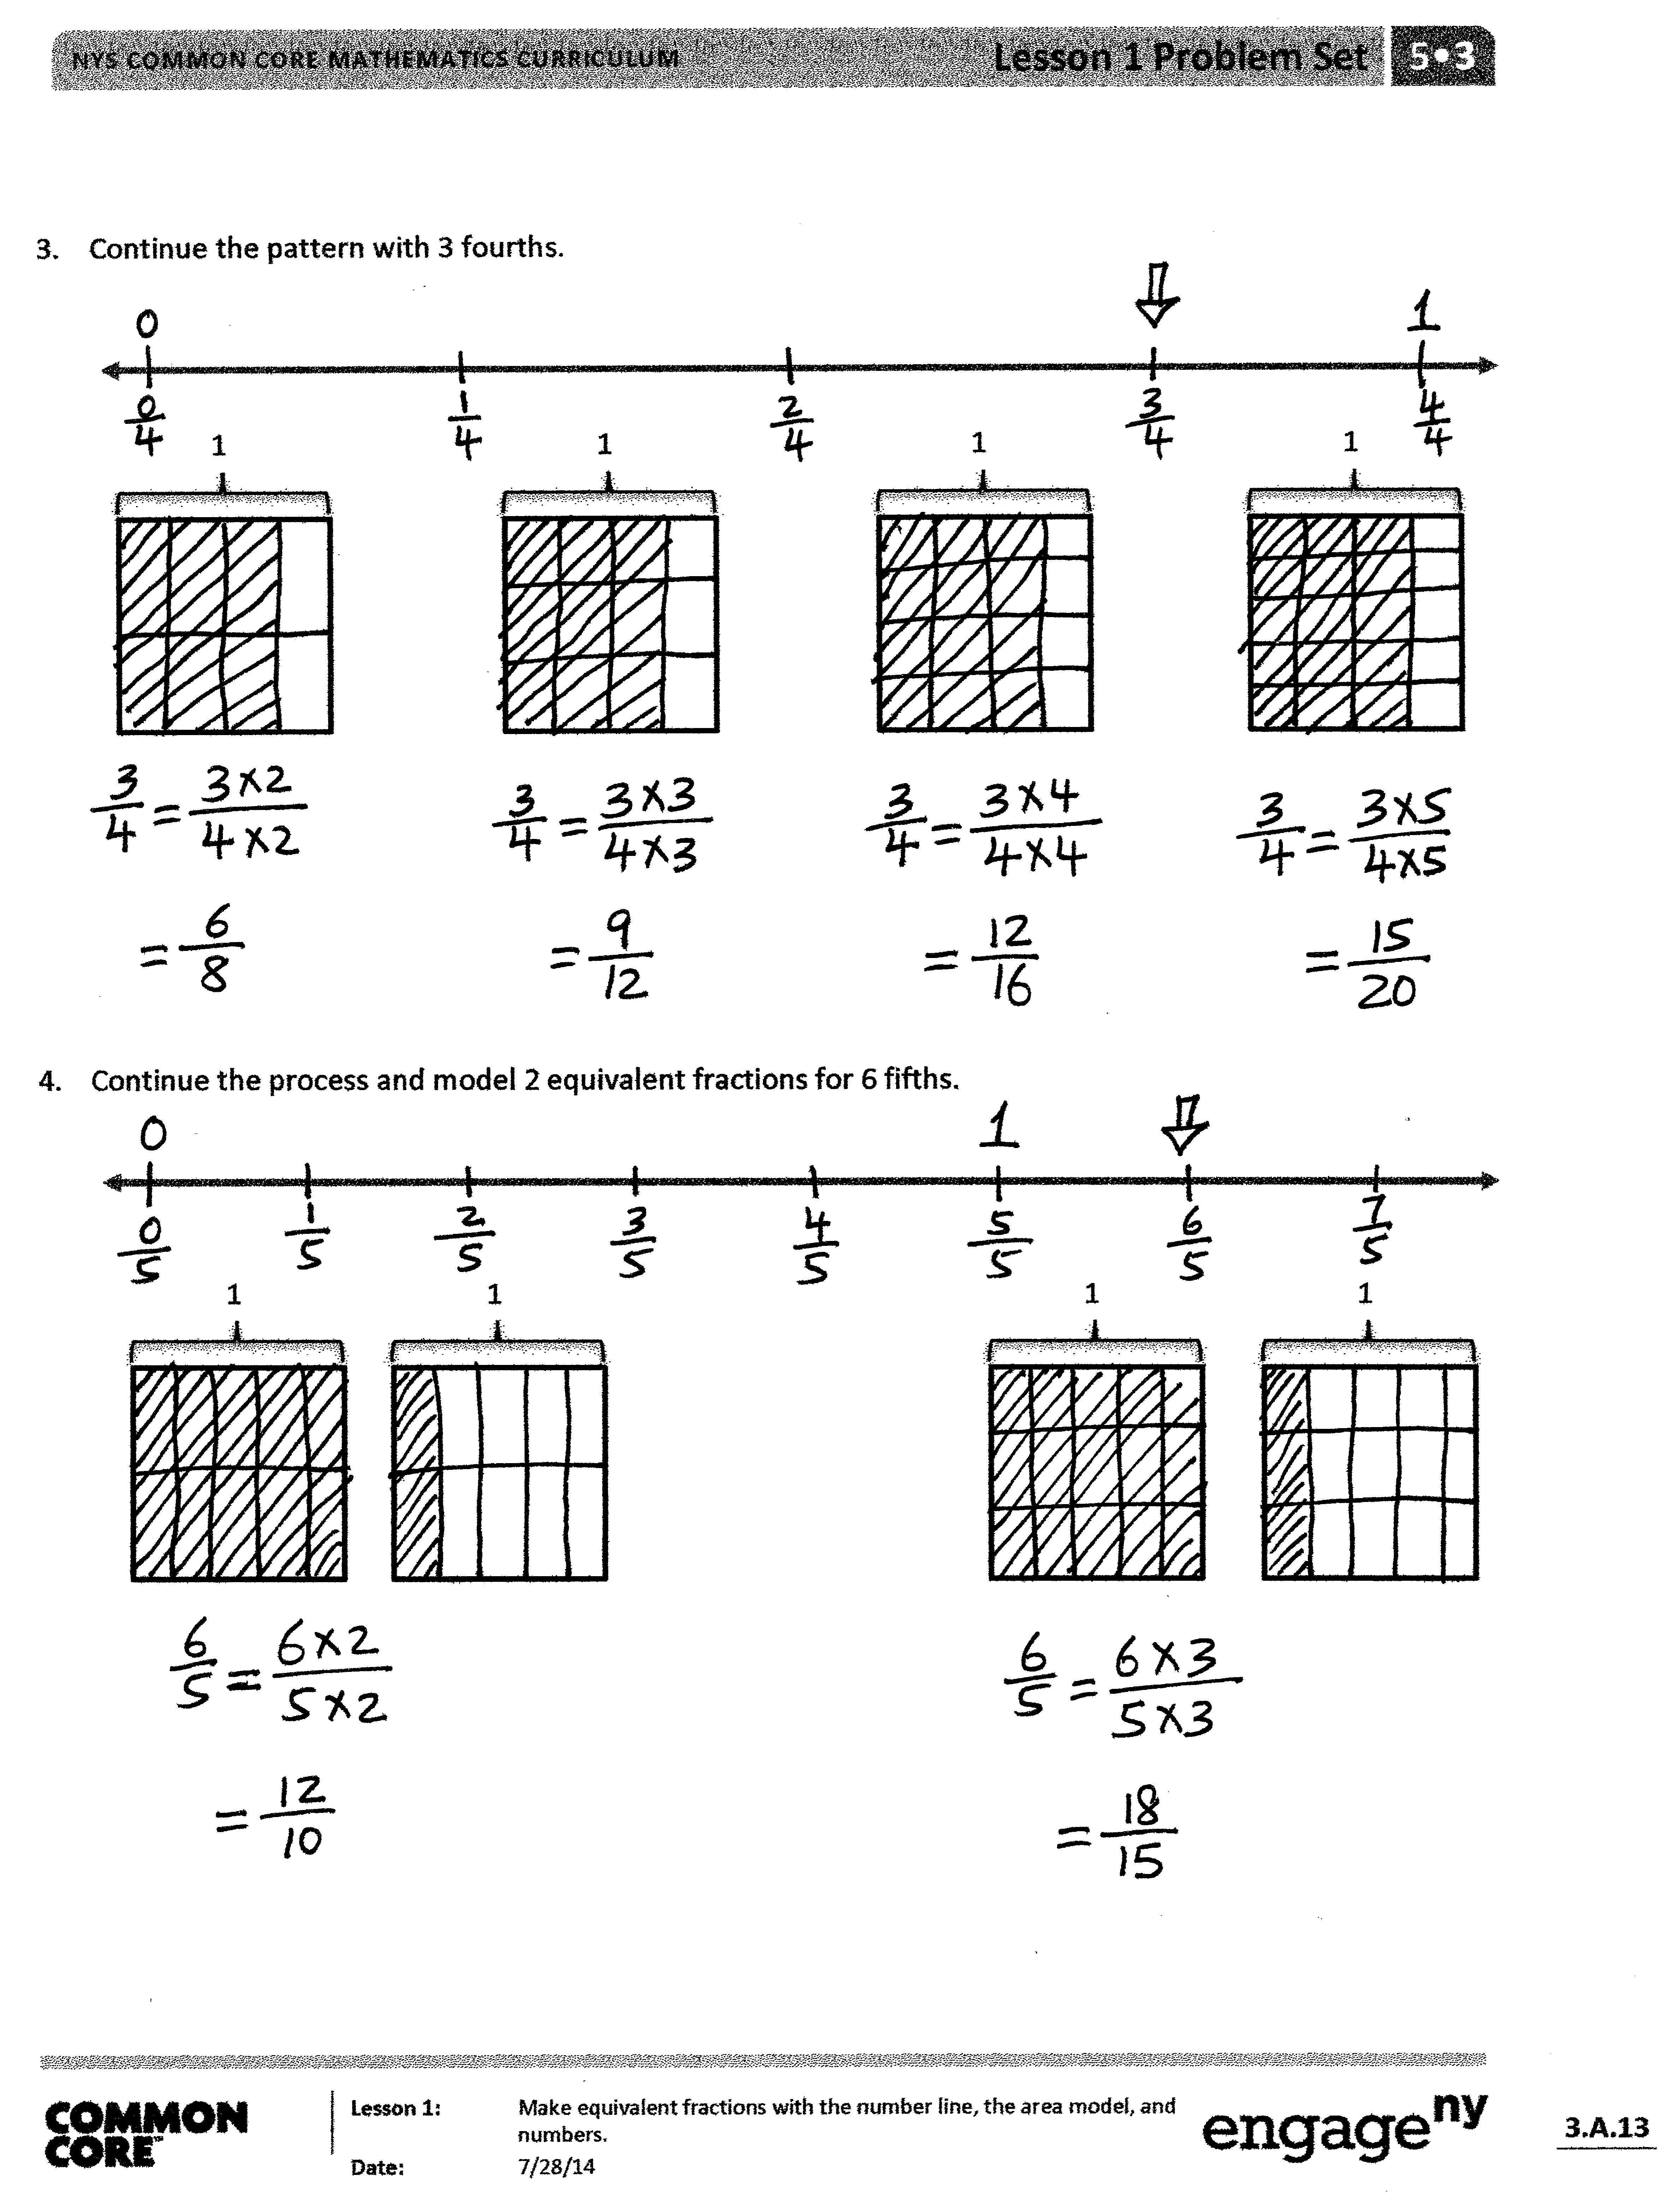 NYS COMMON CORE MATHEMATICS CURRICULUM Lesson 1 Problem Set 5•3
3. Continue the pattern with 3 fourths.
0 1
0/4 1/4 2/4 3/4 4/4
1 1 1 1
3/4 = 3×2/4×2 3/4 = 3×3/4×3 3/4 = 3×4/4×4 3/4 = 3×5/4×5
= 6/8 = 9/12 = 12/16 = 15/20
4. Continue the process and model 2 equivalent fractions for 6 fifths.
0 1
0/5 1/5 2/5 3/5 4/5 5/5 6/5 7/5
1 1 1 1
6/5 = 6×2/5×2 6/5 = 6×3/5×3
= 12/10 = 18/15
COMMON CORE™
Lesson 1: Make equivalent fractions with the number line, the area model, and
numbers.
Date: 7/28/14
engage ny
3.A.13